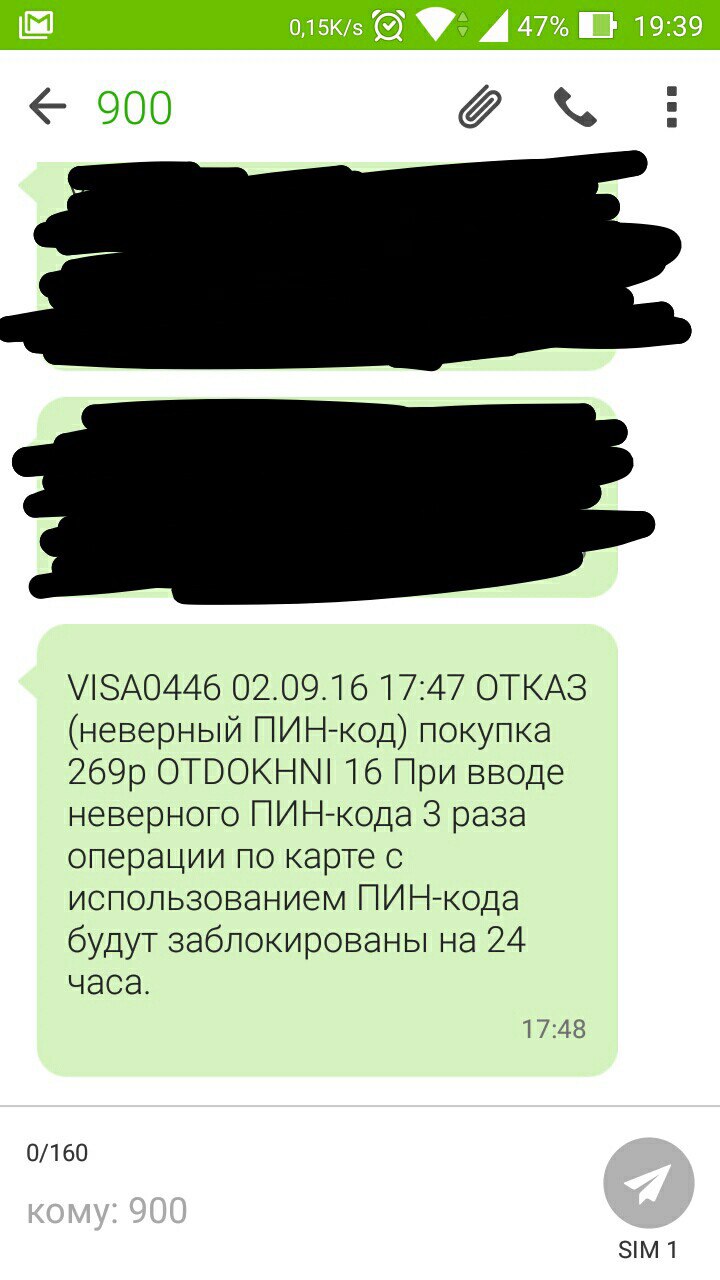 0,15K/s 47% 19:39
900
VISA0446 02.09.16 17:47 ОТКАЗ
(неверный ПИН-код) покупка
269р OTDOKHNI 16 При вводе
неверного ПИН-кода 3 раза
операции по карте с
использованием ПИН-кода
будут заблокированы на 24
часа.
17:48
0/160
кому: 900
SIM 1